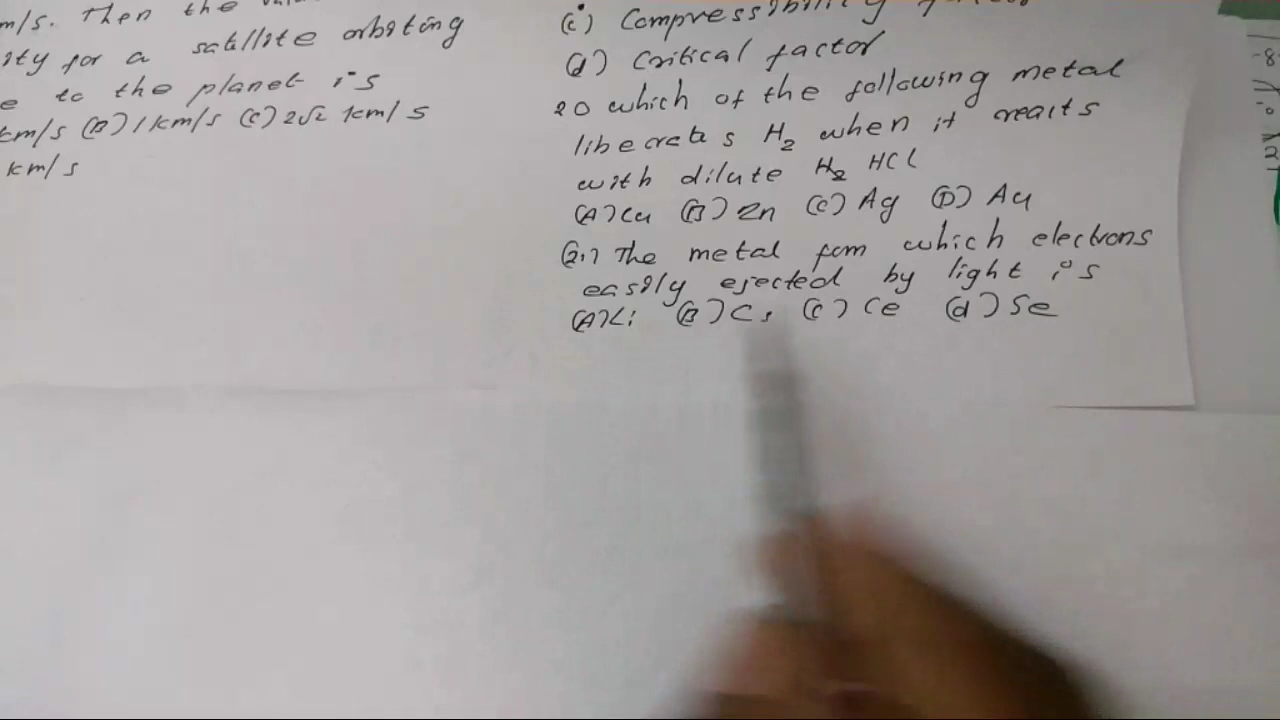 m/s. Then the
ity for a satellite orbiting
e to the planet is
km/s (B) 1 km/s (C) 2√2 km/s
km/s
(c) Compressibility
(d) Critical factor
20 which of the following metal
liberates H2 when it reacts
with dilute H2 HCl
(A) Cu (B) Zn (C) Ag (D) Au
(21) The metal fom which electrons
easily ejected by light is
(A) Li (B) Cs (C) Ce (d) Se